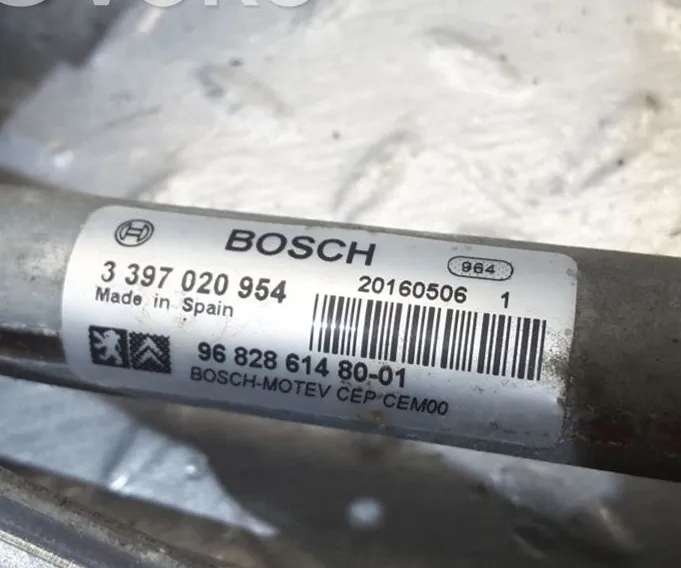 BOSCH
964
3 397 020 954
20160506 1
Made in Spain
96 828 614 80-01
BOSCH-MOTEV CEP CEM00